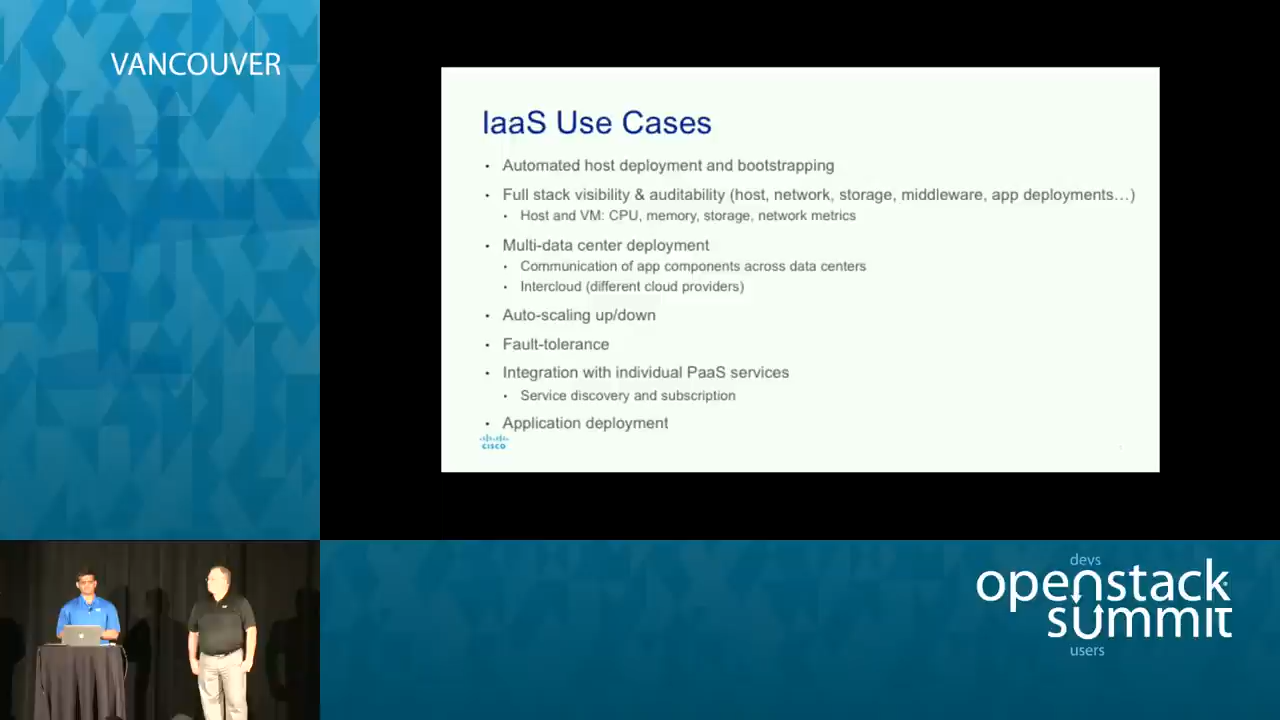 VANCOUVER
IaaS Use Cases
• Automated host deployment and bootstrapping
• Full stack visibility & auditability (host, network, storage, middleware, app deployments…)
• Host and VM: CPU, memory, storage, network metrics
• Multi-data center deployment
• Communication of app components across data centers
• Intercloud (different cloud providers)
• Auto-scaling up/down
• Fault-tolerance
• Integration with individual PaaS services
• Service discovery and subscription
• Application deployment
CISCO
devs
openstack
summit
users